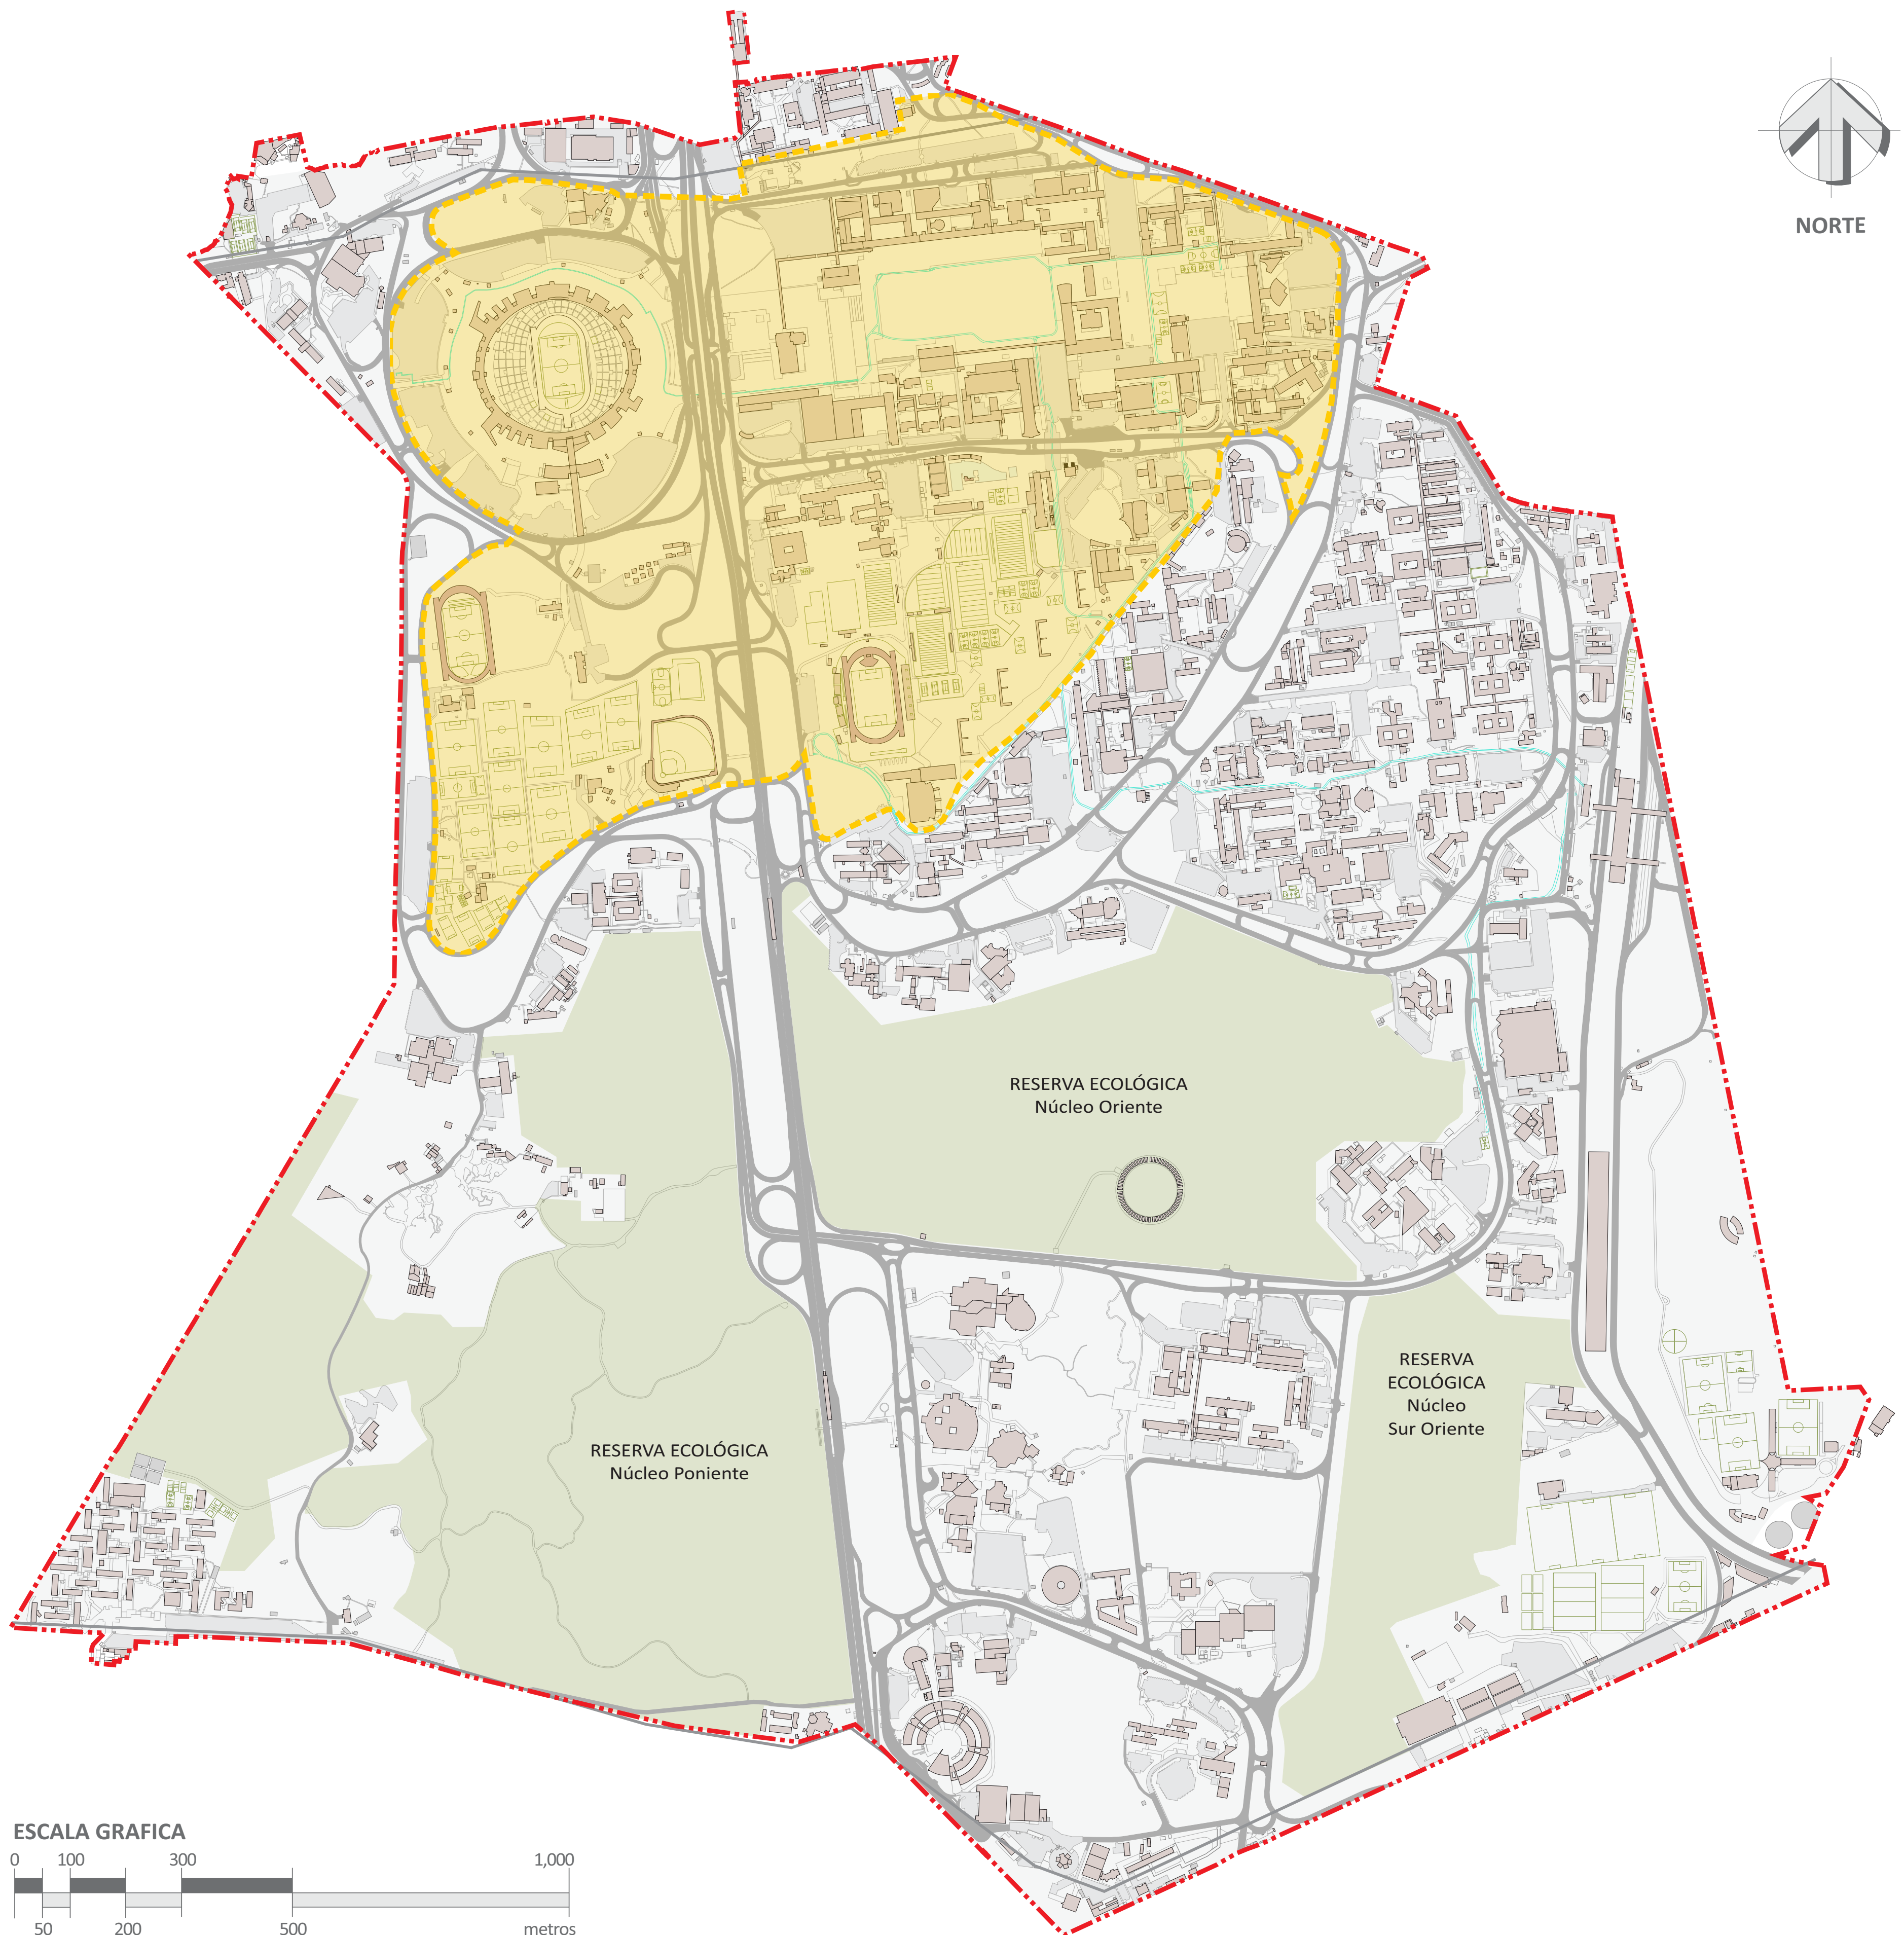 NORTE
RESERVA ECOLÓGICA
Núcleo Oriente
RESERVA
ECOLÓGICA
Núcleo
Sur Oriente
RESERVA ECOLÓGICA
Núcleo Poniente
ESCALA GRAFICA
0 100 300 1,000
50 200 500 metros